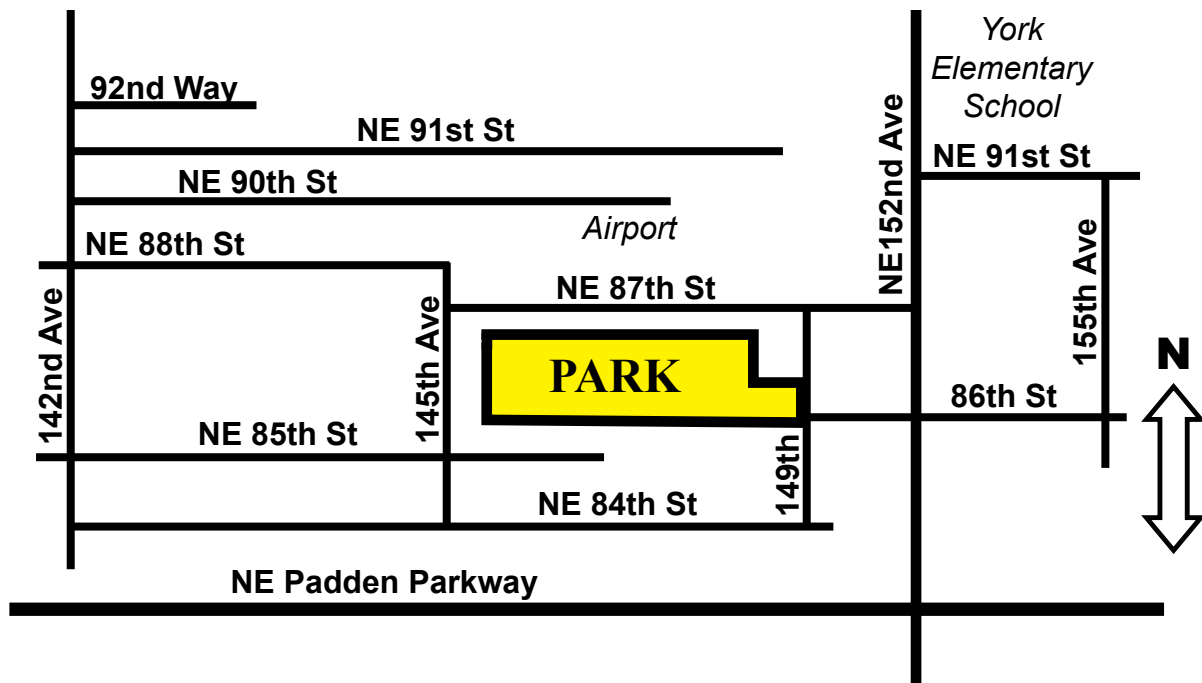 York
Elementary
School
92nd Way
NE 91st St
NE 91st St
NE 90th St
Airport
NE 88th St
NE 87th St
NE152nd Ave
155th Ave
N
142nd Ave
145th Ave
PARK
86th St
NE 85th St
149th
NE 84th St
NE Padden Parkway